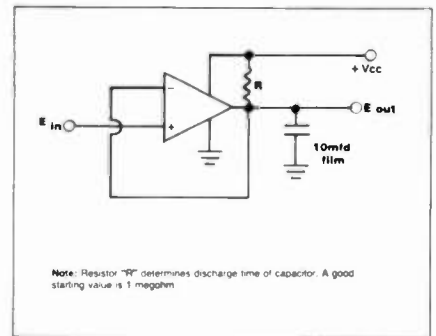 + Vcc
R
−
E in
+
E out
10mfd
film
Note: Resistor "R" determines discharge time of capacitor. A good
starting value is 1 megohm